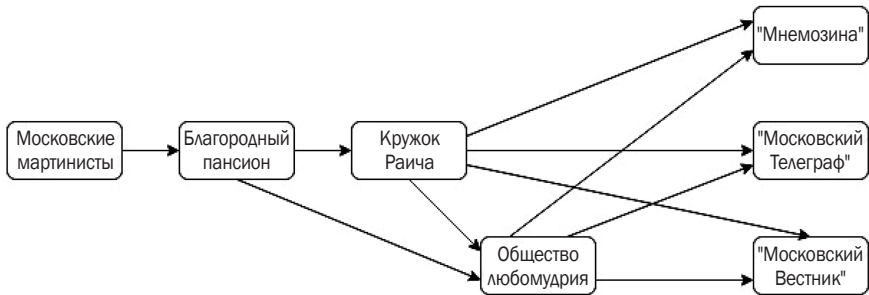 "Мнемозина"
Московские
мартинисты
Благородный
пансион
Кружок
Раича
"Московский
Телеграф"
Общество
любомудрия
"Московский
Вестник"